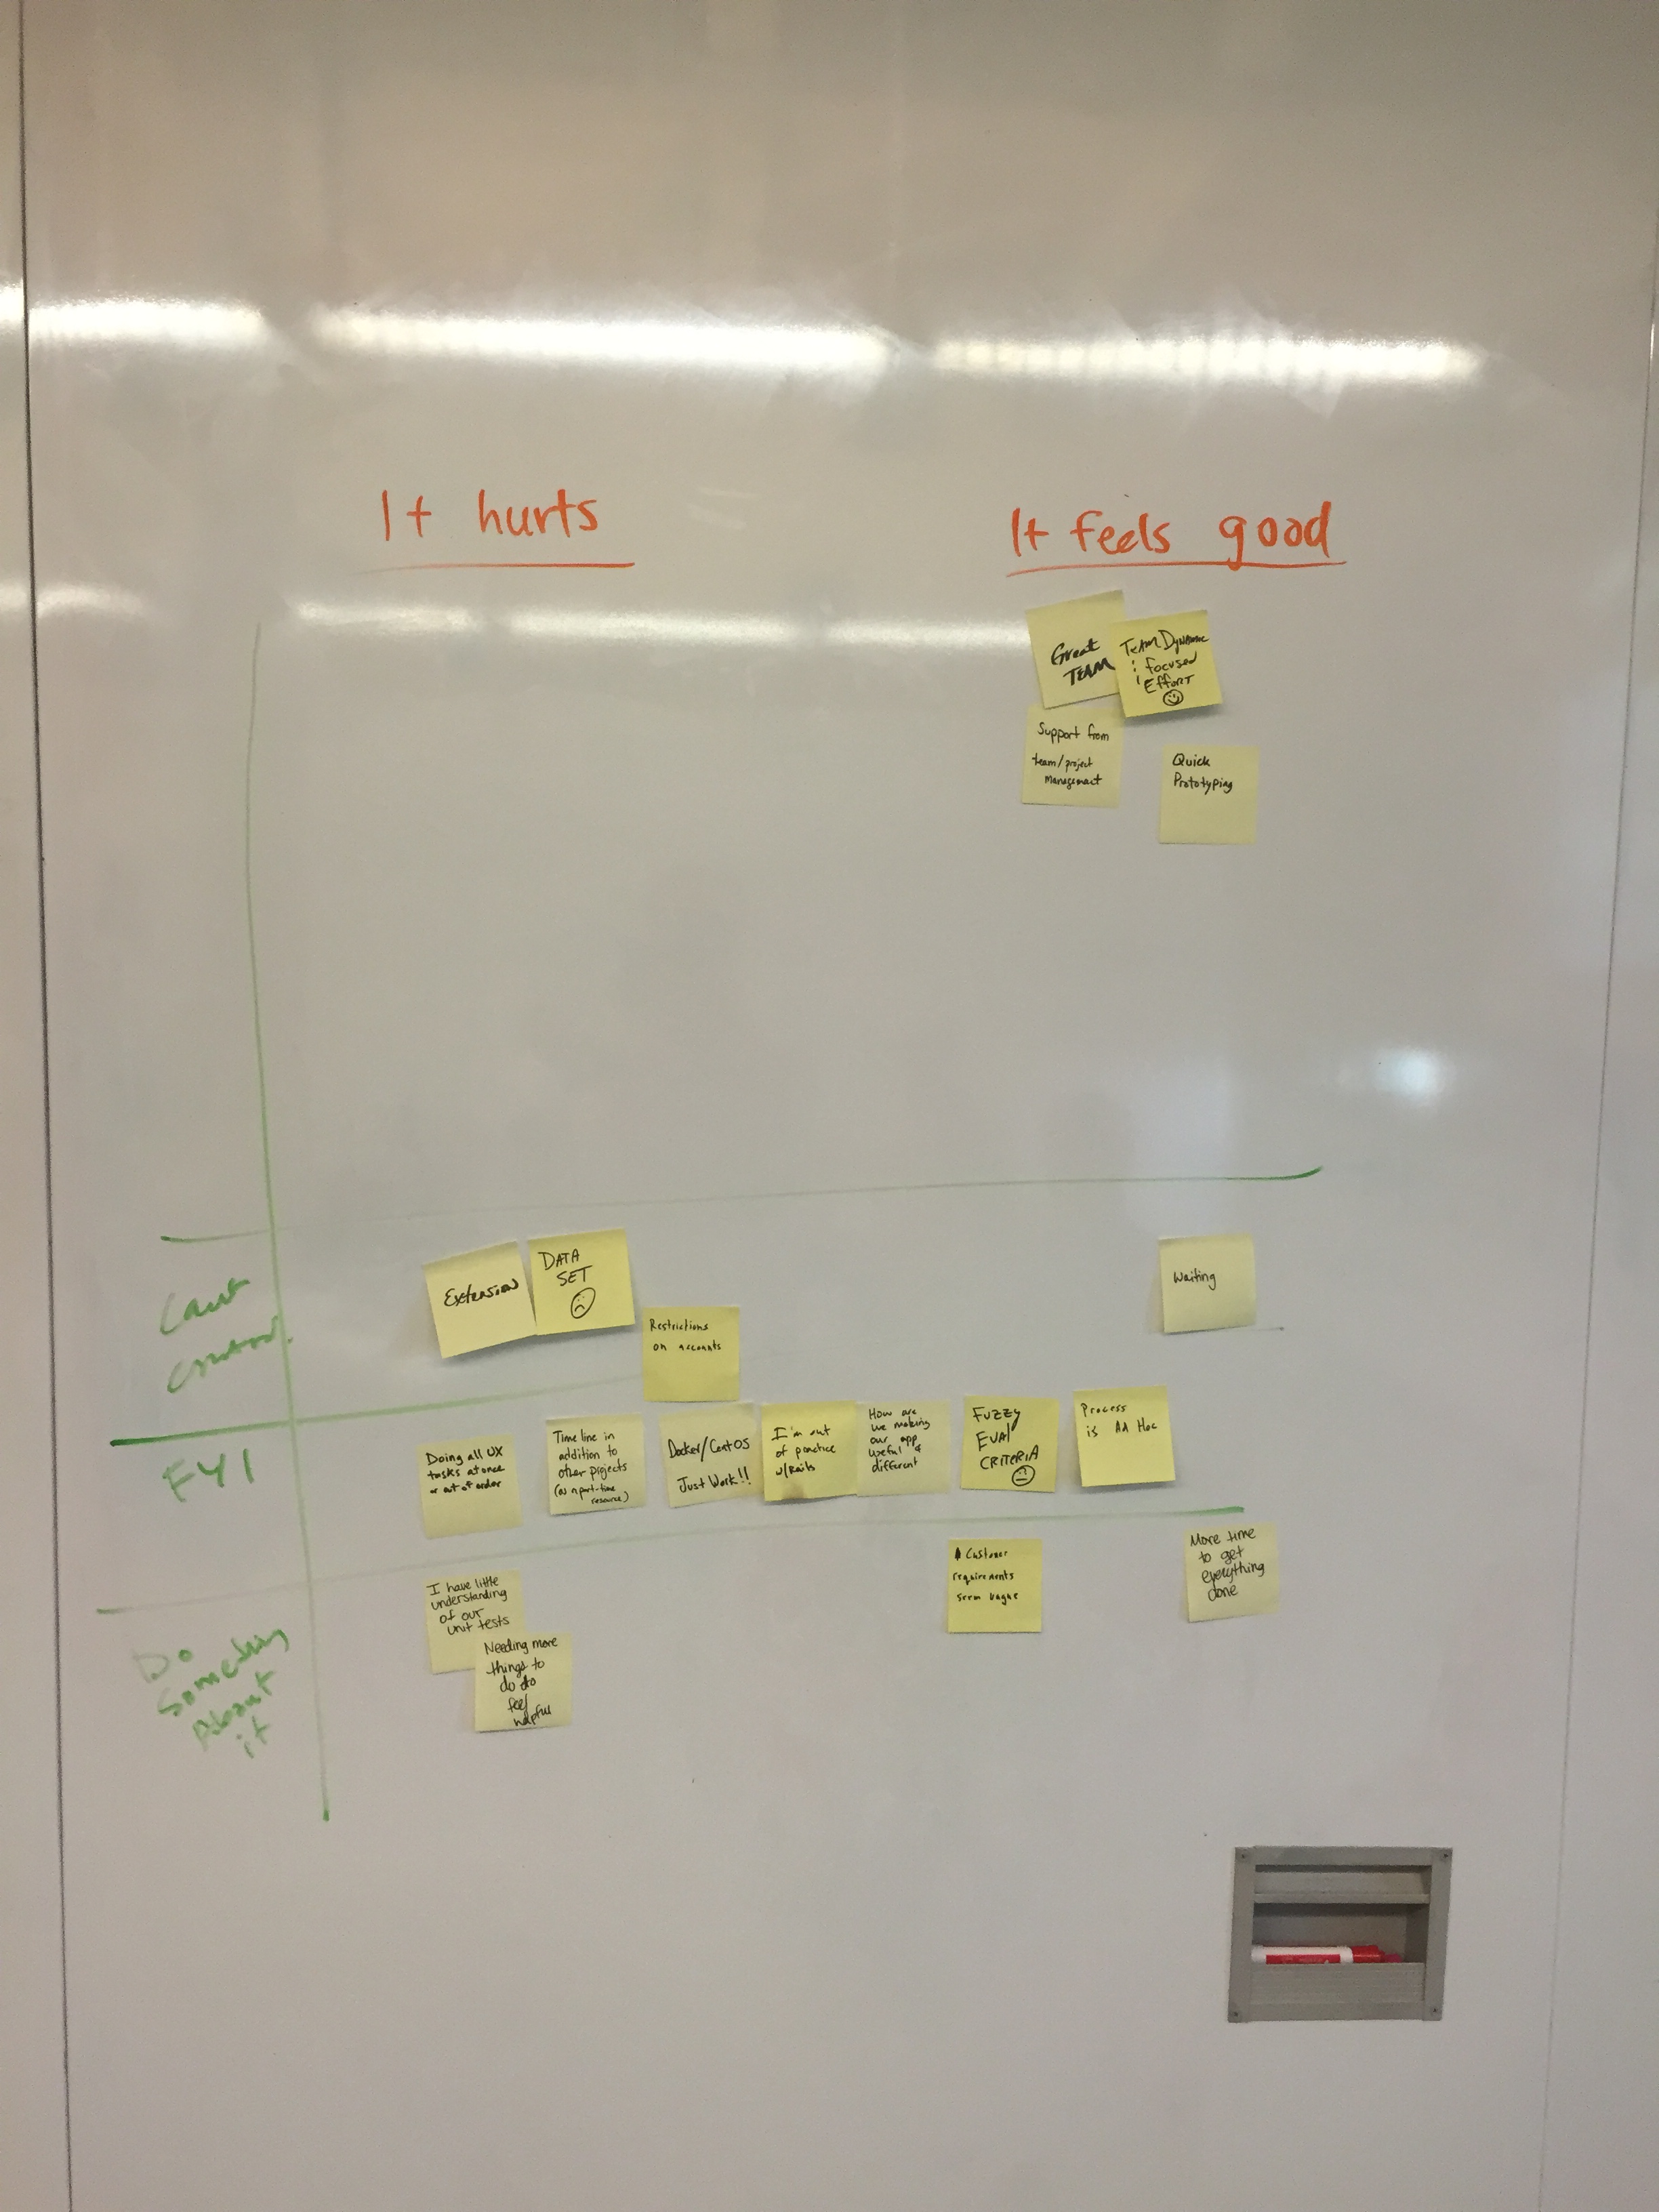 It hurts
It feels good
Great
TEAM
TEAM DYNAMIC
: focused
! EffORT
Support from
team/project
management
Quick
Prototyping
Cant
control
Extension
DATA
SET
Restrictions
on accounts
Waiting
FYI
Doing all UX
tasks at once
or out of order
Time line in
addition to
other projects
(as a part-time
resource)
Docker/CentOS
Just Work!!
I'm out
of practice
w/Rails
How are
we making
our app
useful &
different
Fuzzy
Eval
CRITERIA
Process
is Ad Hoc
Do
Something
About
it
I have little
understanding
of our
unit tests
Needing more
things to
do to
feel
helpful
Customer
requirements
seem vague
More time
to get
everything
done